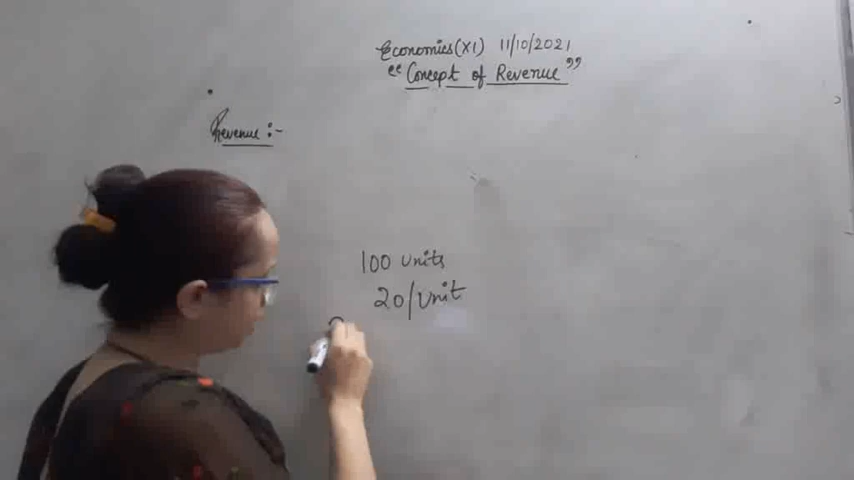 Economics(XI) 11/10/2021
"Concept of Revenue"
Revenue :-
100 units
20/unit